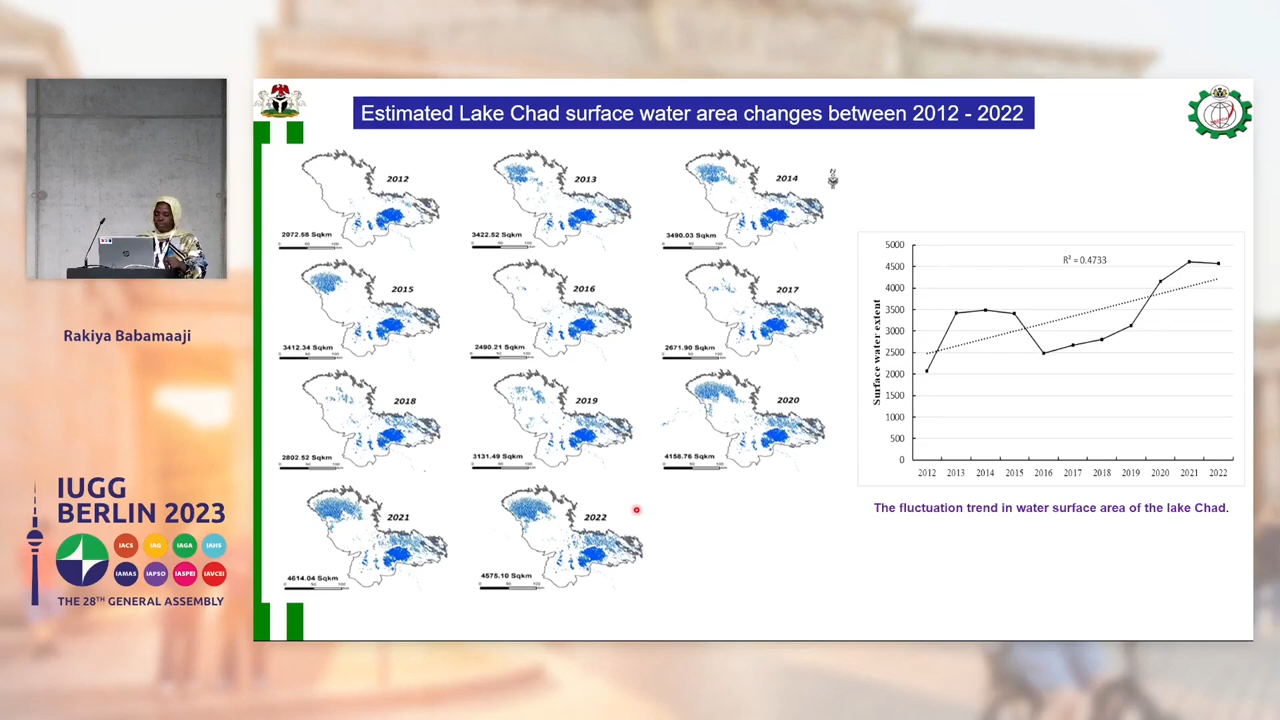 Estimated Lake Chad surface water area changes between 2012 - 2022
2012
2072.58 Sqkm
2013
3422.52 Sqkm
2014
3490.03 Sqkm
2015
3412.34 Sqkm
2016
2490.21 Sqkm
2017
2671.90 Sqkm
2018
2802.52 Sqkm
2019
3131.49 Sqkm
2020
4158.76 Sqkm
2021
4614.04 Sqkm
2022
4575.10 Sqkm
Surface water extent
R² = 0.4733
5000
4500
4000
3500
3000
2500
2000
1500
1000
500
0
2012 2013 2014 2015 2016 2017 2018 2019 2020 2021 2022
The fluctuation trend in water surface area of the lake Chad.
Rakiya Babamaaji
IUGG
BERLIN 2023
IACS IAG IAGA IAHS
IAMAS IAPSO IASPEI IAVCEI
THE 28TH GENERAL ASSEMBLY